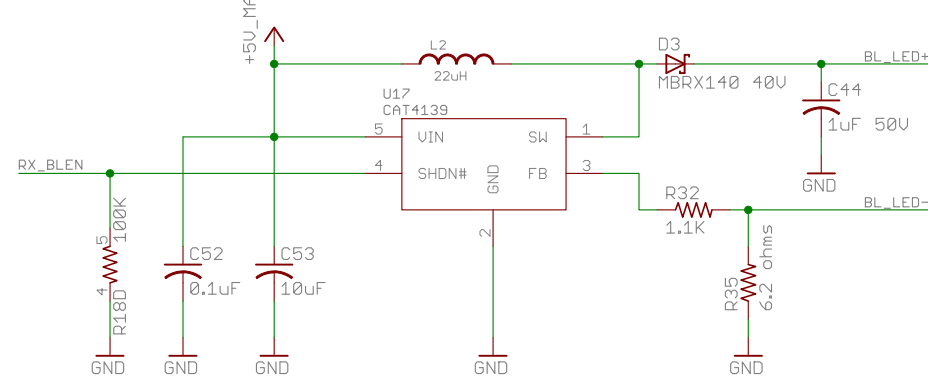 +5V_MA
L2
22uH
D3
MBRX140 40V
BL_LED+
C44
1uF 50V
GND
U17
CAT4139
5
VIN
SW
1
4
SHDN#
GND
FB
3
2
RX_BLEN
R32
1.1K
BL_LED-
5
100K
4
R18D
C52
0.1uF
C53
10uF
R35
6.2 ohms
GND
GND
GND
GND
GND